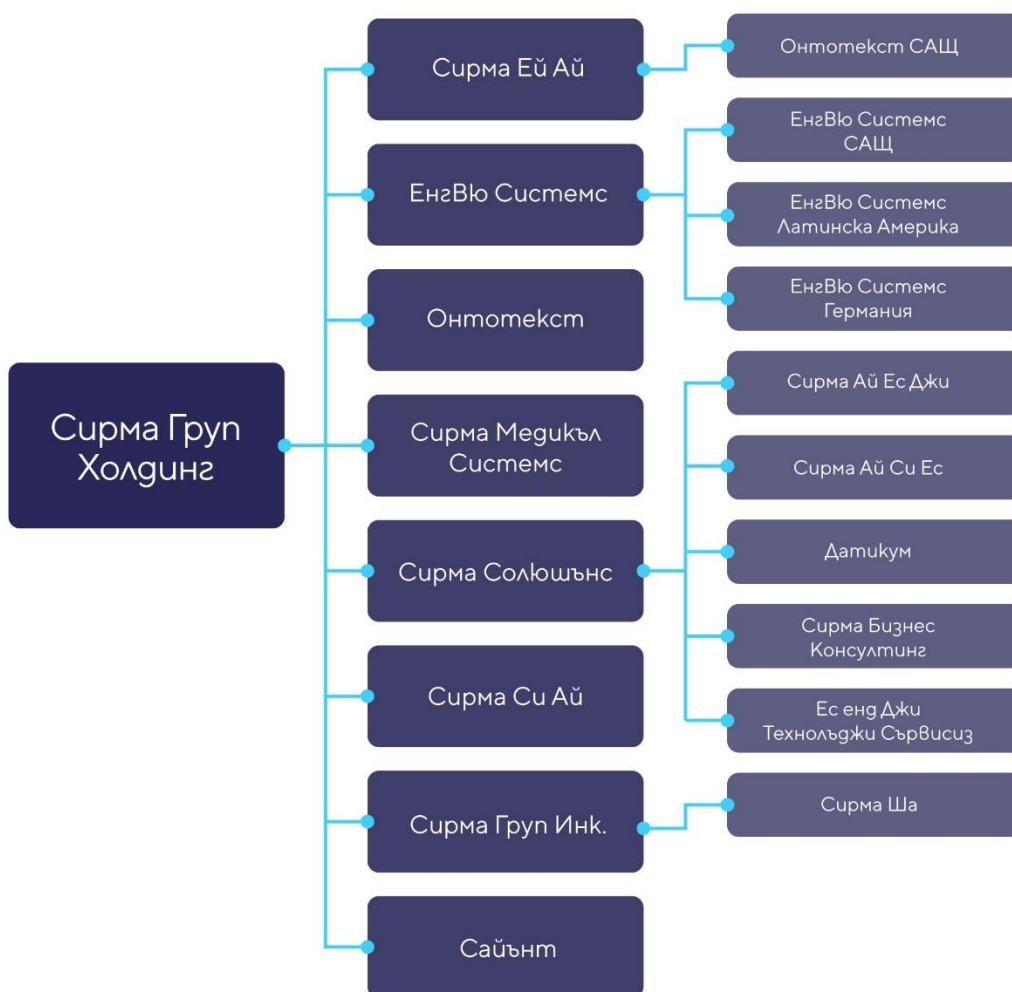 Сирма Груп
Холдинг
Сирма Ей Ай
ЕнгВю Системс
Онтотекст
Сирма Медикъл
Системс
Сирма Солюшънс
Сирма Си Ай
Сирма Груп Инк.
Сайънт
Онтотекст САЩ
ЕнгВю Системс
САЩ
ЕнгВю Системс
Латинска Америка
ЕнгВю Системс
Германия
Сирма Ай Ес Джи
Сирма Ай Си Ес
Датикум
Сирма Бизнес
Консултинг
Ес енд Джи
Технолъджи Сървисиз
Сирма Ша